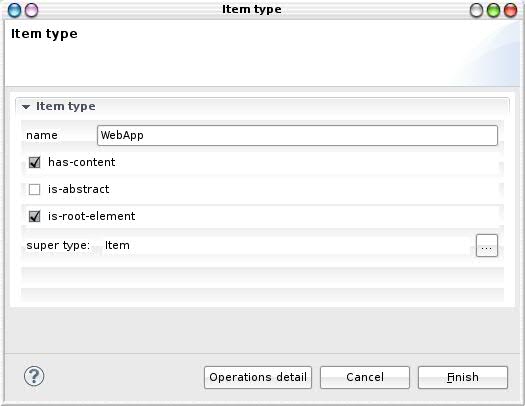 Item type
Item type
Item type
name WebApp
has-content
is-abstract
is-root-element
super type: Item ...
? Operations detail Cancel Finish